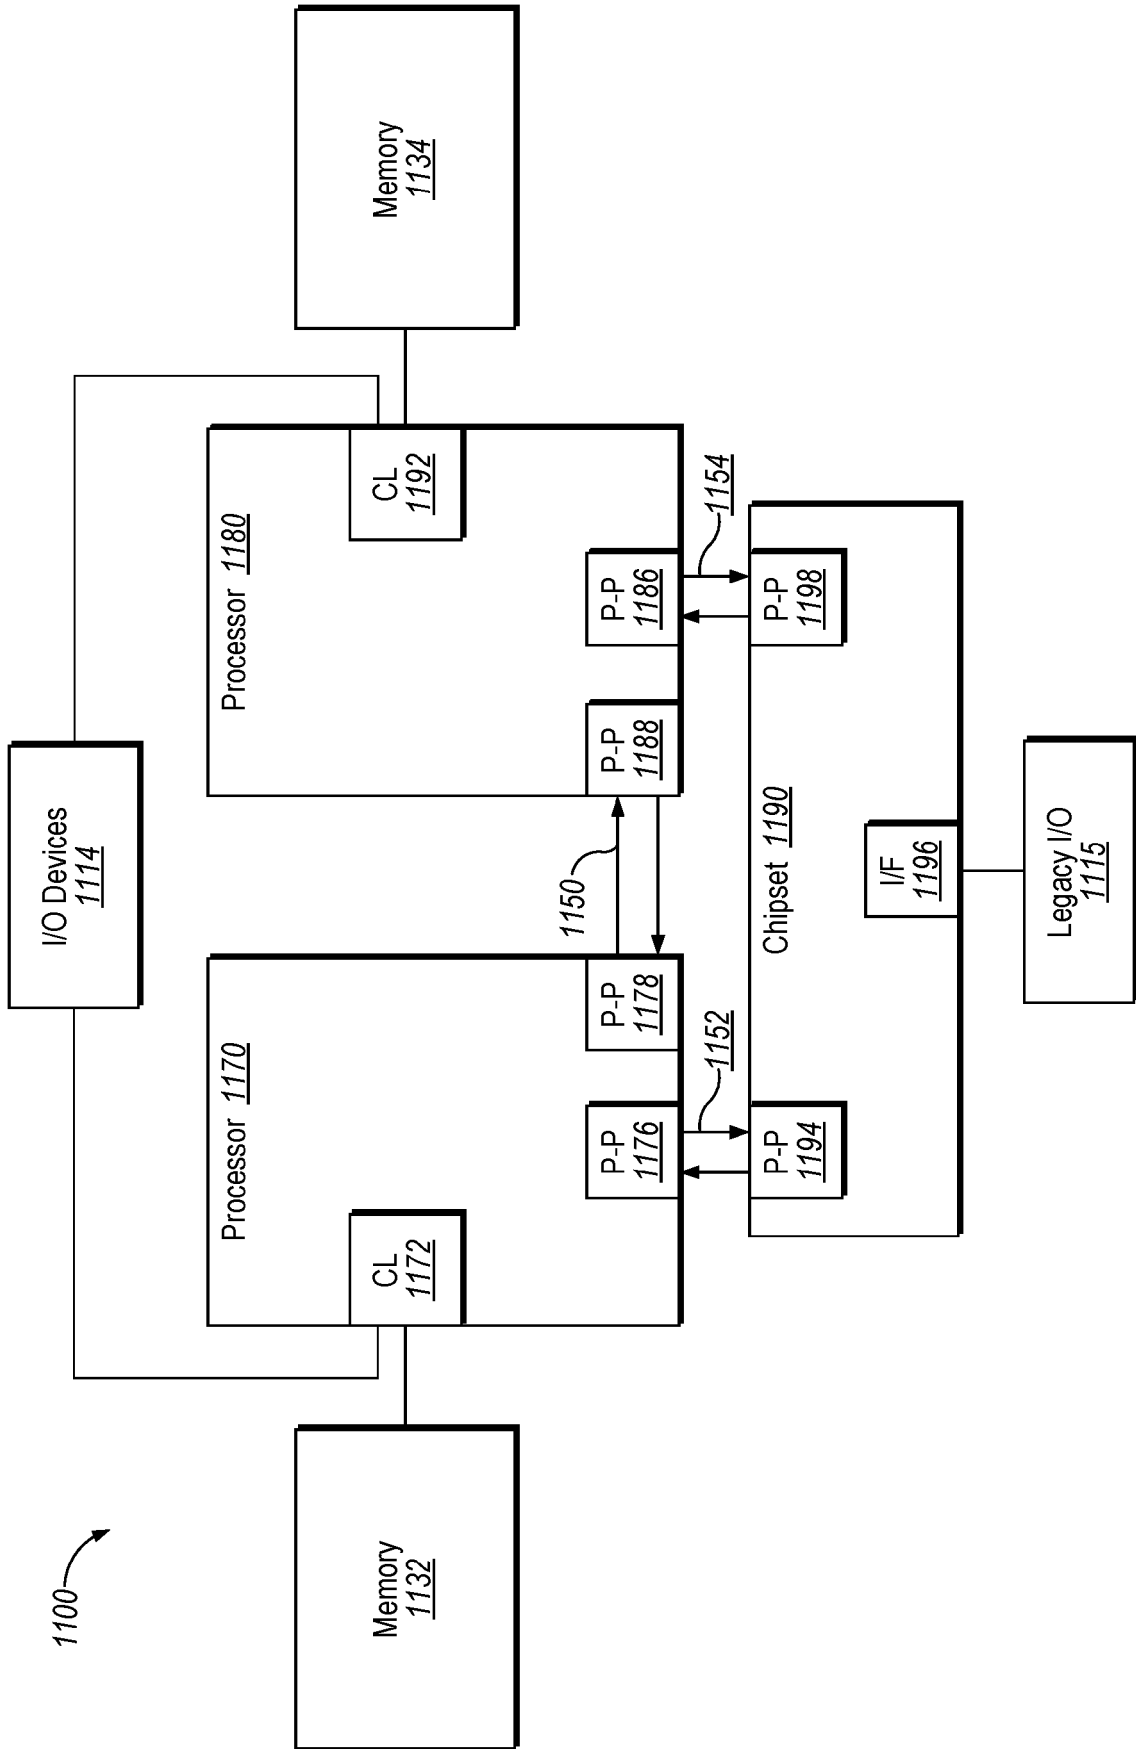 1100
I/O Devices
1114
Memory
1132
Processor 1170
CL
1172
P-P
1176
P-P
1178
1150
Processor 1180
CL
1192
P-P
1188
P-P
1186
Memory
1134
1152
1154
P-P
1194
Chipset 1190
P-P
1198
I/F
1196
Legacy I/O
1115